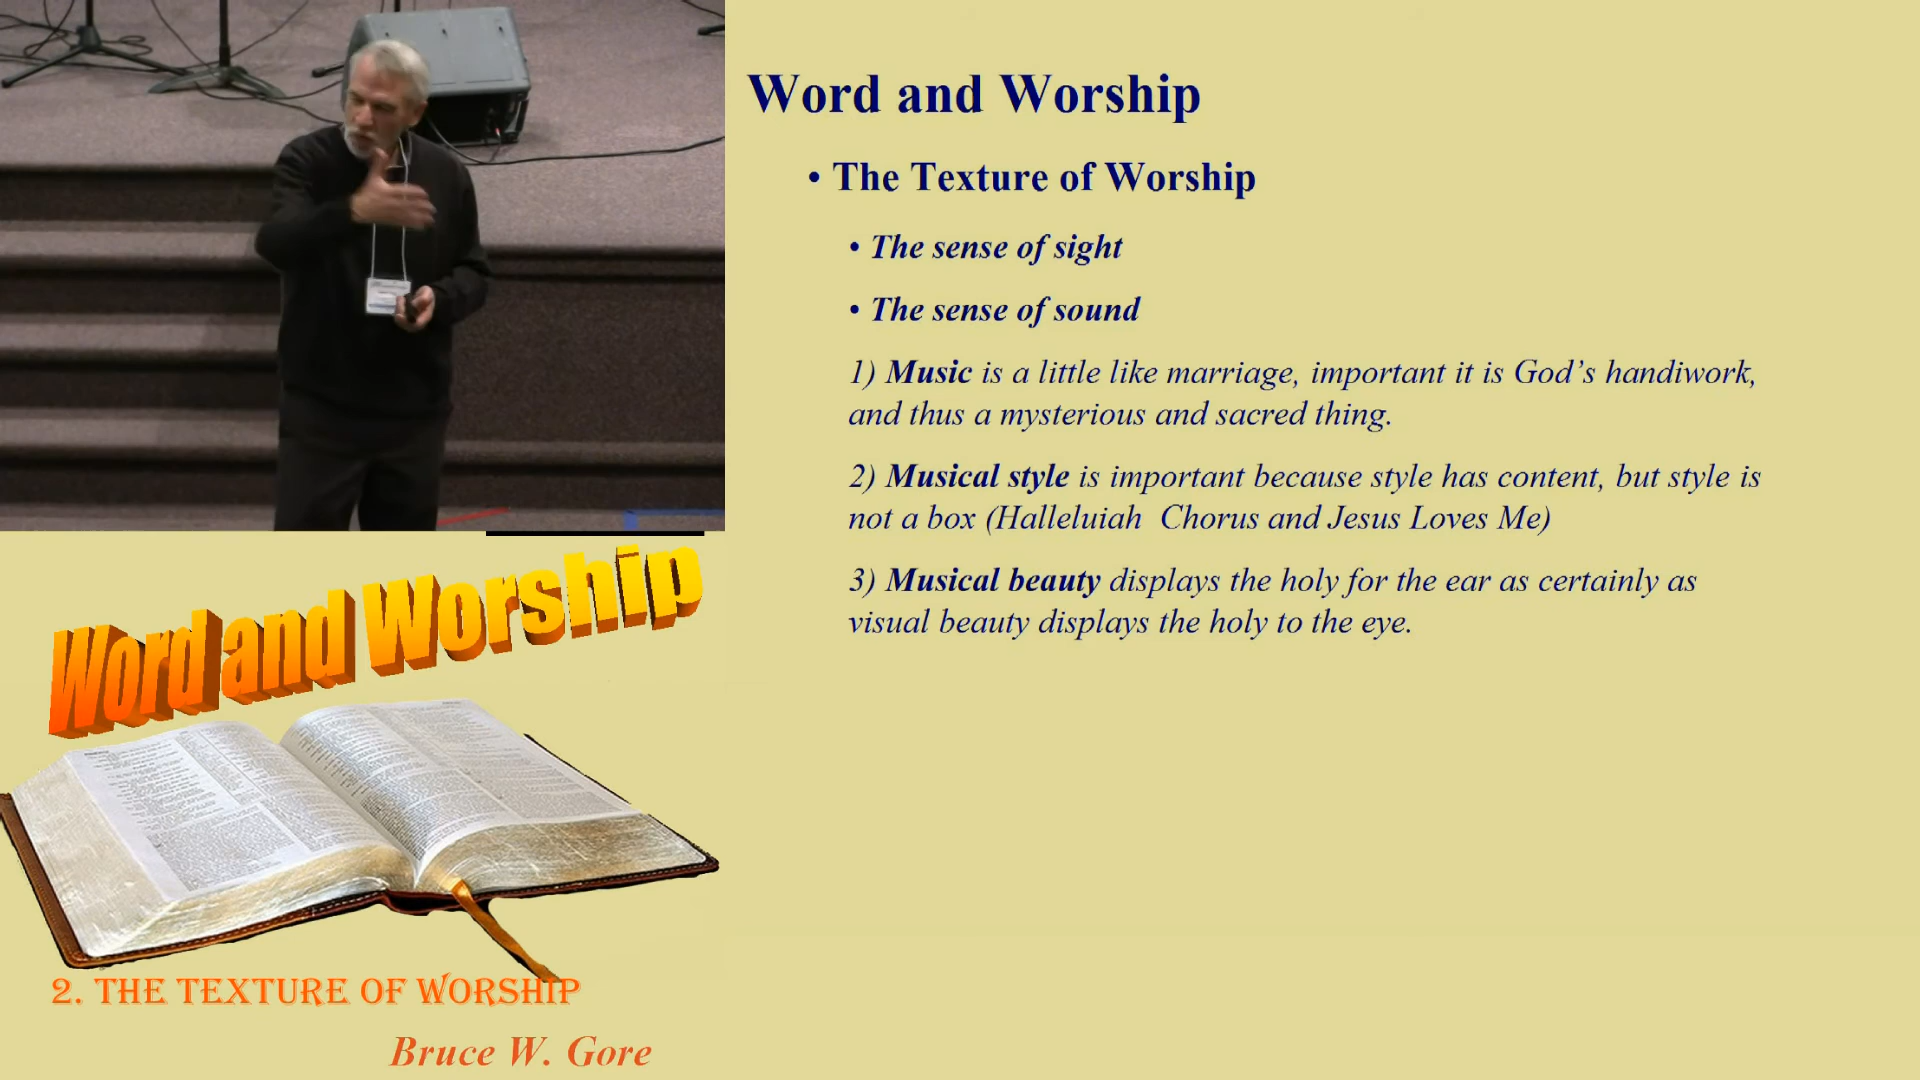 Word and Worship
• The Texture of Worship
• The sense of sight
• The sense of sound
1) Music is a little like marriage, important it is God’s handiwork,
and thus a mysterious and sacred thing.
2) Musical style is important because style has content, but style is
not a box (Halleluiah  Chorus and Jesus Loves Me)
3) Musical beauty displays the holy for the ear as certainly as
visual beauty displays the holy to the eye.
Word and Worship
2. The Texture of Worship
Bruce W. Gore